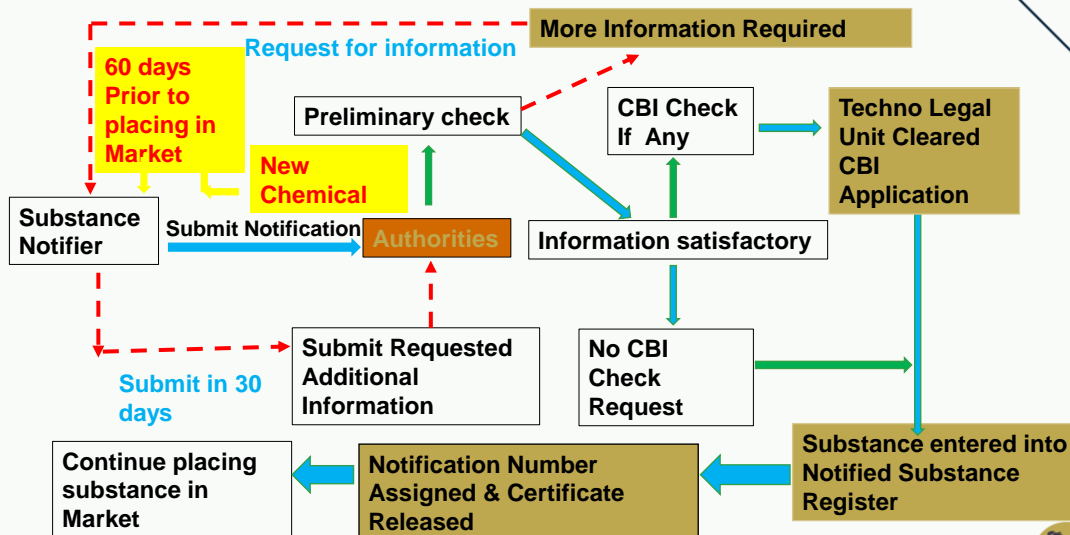 More Information Required
Request for information
60 days
Prior to
placing in
Market
Preliminary check
CBI Check
If Any
Techno Legal
Unit Cleared
CBI
Application
New
Chemical
Substance
Notifier
Submit Notification
Authorities
Information satisfactory
Submit Requested
Additional
Information
No CBI
Check
Request
Submit in 30
days
Substance entered into
Notified Substance
Register
Notification Number
Assigned & Certificate
Released
Continue placing
substance in
Market